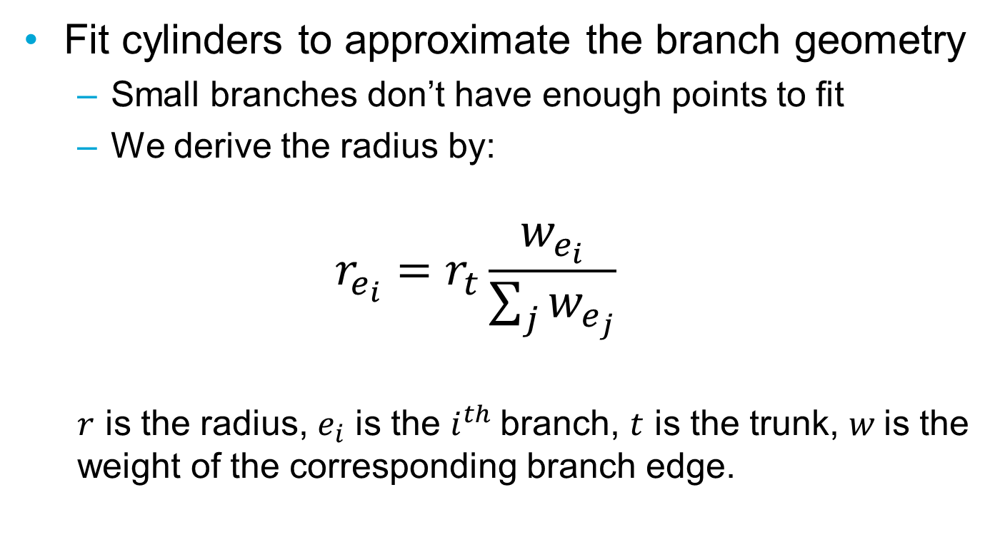 • Fit cylinders to approximate the branch geometry
– Small branches don’t have enough points to fit
– We derive the radius by:
$r_{e_i} = r_t \frac{w_{e_i}}{\sum_j w_{e_j}}$
$r$ is the radius, $e_i$ is the $i^{th}$ branch, $t$ is the trunk, $w$ is the
weight of the corresponding branch edge.